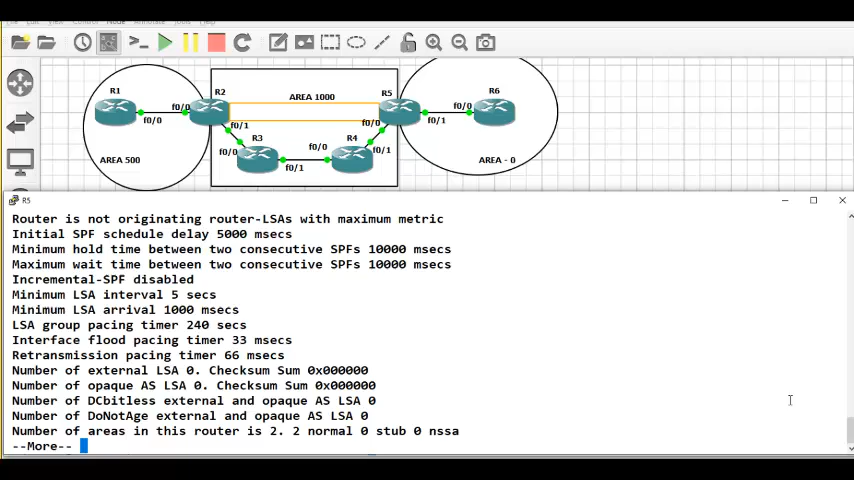 R1
R2
AREA 1000
R5
R6
f0/0
f0/0
f0/1
f0/0
f0/1
f0/0
R3
R4
f0/0
f0/0
f0/1
f0/1
AREA 500
AREA - 0
R5
Router is not originating router-LSAs with maximum metric
Initial SPF schedule delay 5000 msecs
Minimum hold time between two consecutive SPFs 10000 msecs
Maximum wait time between two consecutive SPFs 10000 msecs
Incremental-SPF disabled
Minimum LSA interval 5 secs
Minimum LSA arrival 1000 msecs
LSA group pacing timer 240 secs
Interface flood pacing timer 33 msecs
Retransmission pacing timer 66 msecs
Number of external LSA 0. Checksum Sum 0x000000
Number of opaque AS LSA 0. Checksum Sum 0x000000
Number of DCbitless external and opaque AS LSA 0
Number of DoNotAge external and opaque AS LSA 0
Number of areas in this router is 2. 2 normal 0 stub 0 nssa
--More--